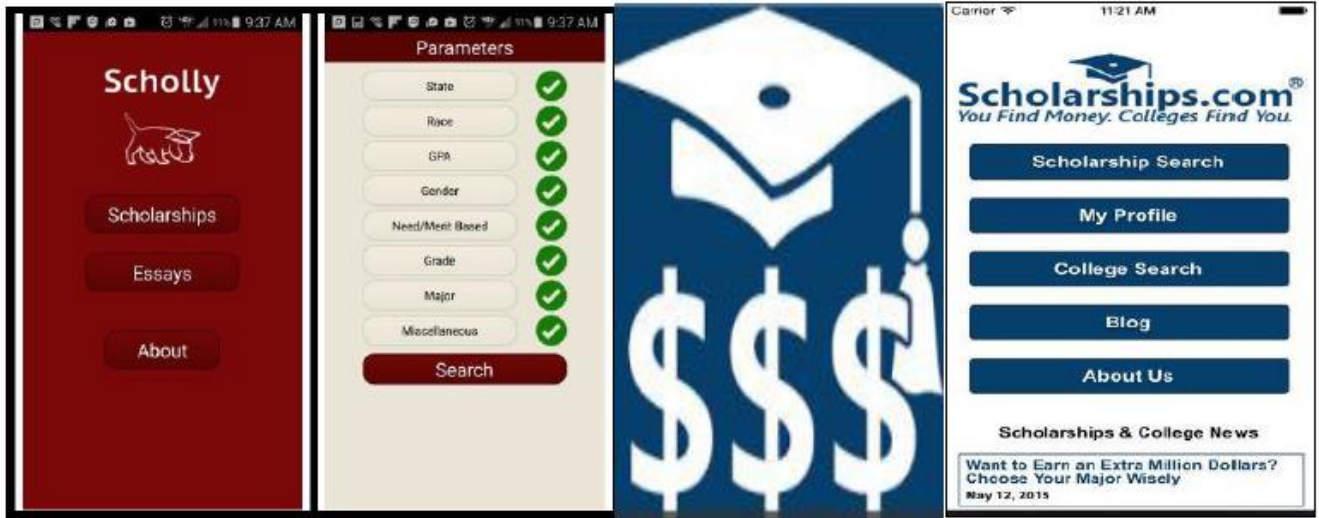 9:37 AM
Scholly
Scholarships
Essays
About
9:37 AM
Parameters
State
Race
GPA
Gender
Need/Merit Based
Grade
Major
Miscellaneous
Search
$$$
Carrier
11:21 AM
Scholarships.com®
You Find Money. Colleges Find You.
Scholarship Search
My Profile
College Search
Blog
About Us
Scholarships & College News
Want to Earn an Extra Million Dollars?
Choose Your Major Wisely
May 12, 2015